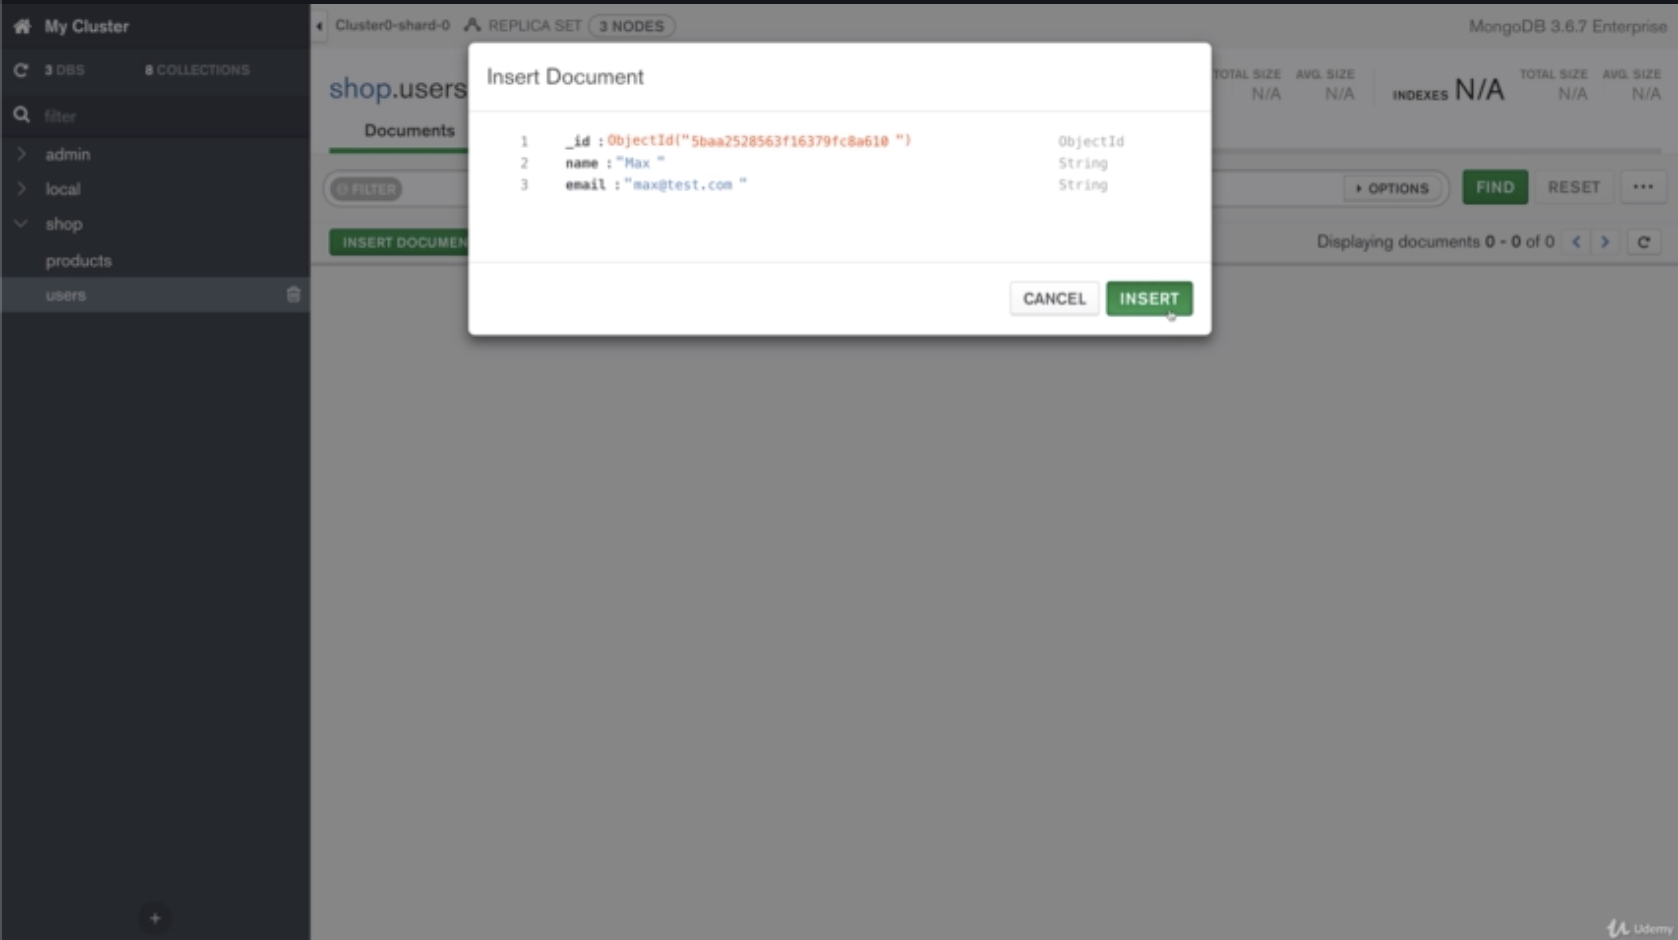 My Cluster
3 DBS 8 COLLECTIONS
filter
admin
local
shop
products
users
Cluster0-shard-0 REPLICA SET 3 NODES MongoDB 3.6.7 Enterprise
shop.users
TOTAL SIZE N/A AVG. SIZE N/A INDEXES N/A TOTAL SIZE N/A AVG. SIZE N/A
Documents
FILTER OPTIONS FIND RESET ...
INSERT DOCUMEN Displaying documents 0 - 0 of 0
Insert Document
1 _id : ObjectId("5baa2528563f16379fc8a610 ") ObjectId
2 name : "Max " String
3 email : "max@test.com " String
CANCEL INSERT
Udemy